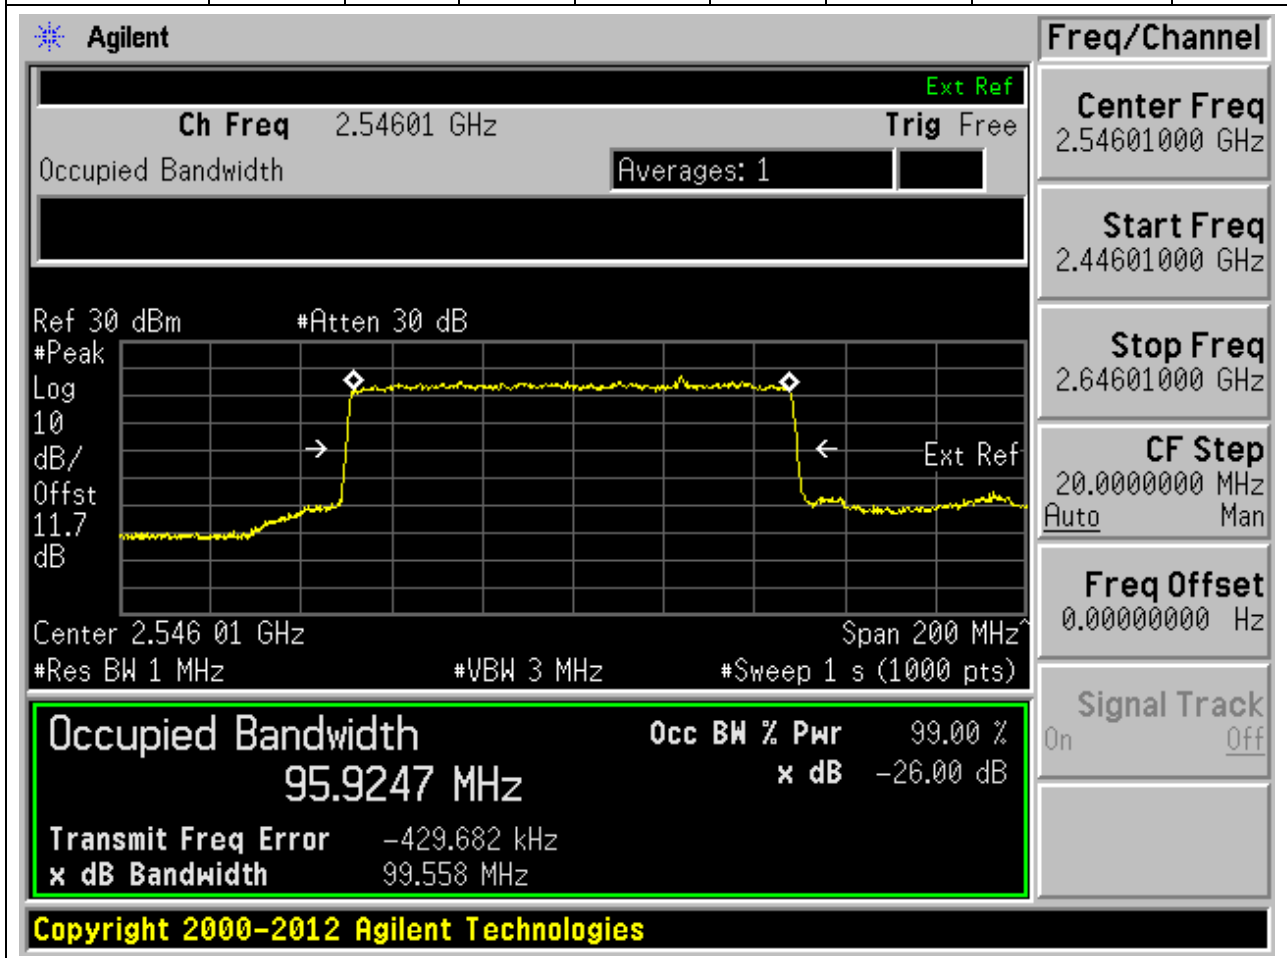 Agilent
Freq/Channel
Ext Ref
Ch Freq 2.54601 GHz Trig Free
Occupied Bandwidth Averages: 1
Center Freq
2.54601000 GHz
Start Freq
2.44601000 GHz
Ref 30 dBm #Atten 30 dB
#Peak
Log
10
dB/
Offst
11.7
dB
Ext Ref
Stop Freq
2.64601000 GHz
CF Step
20.0000000 MHz
Auto Man
Freq Offset
0.00000000 Hz
Center 2.546 01 GHz Span 200 MHz^
#Res BW 1 MHz #VBW 3 MHz #Sweep 1 s (1000 pts)
Signal Track
On Off
Occupied Bandwidth Occ BW % Pwr 99.00 %
95.9247 MHz x dB -26.00 dB
Transmit Freq Error -429.682 kHz
x dB Bandwidth 99.558 MHz
Copyright 2000-2012 Agilent Technologies